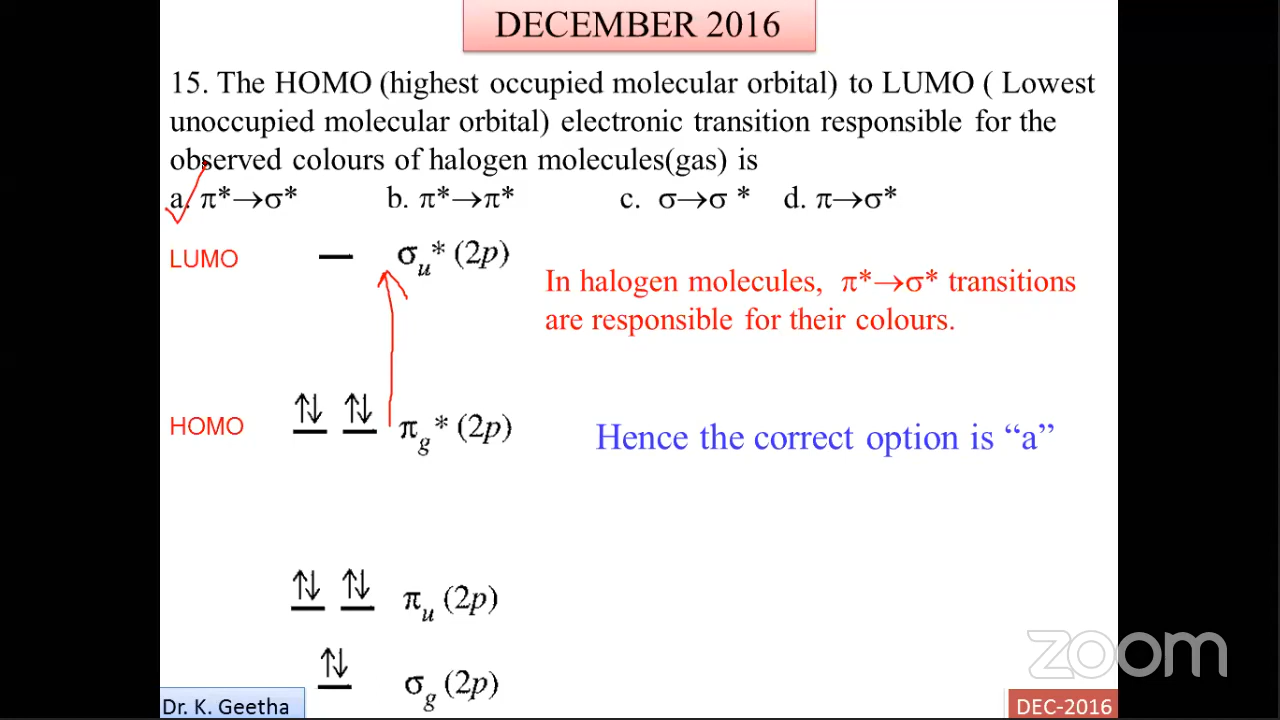 DECEMBER 2016
15. The HOMO (highest occupied molecular orbital) to LUMO ( Lowest
unoccupied molecular orbital) electronic transition responsible for the
observed colours of halogen molecules(gas) is
a. π*→σ* b. π*→π* c. σ→σ * d. π→σ*
LUMO σu* (2p)
In halogen molecules, π*→σ* transitions
are responsible for their colours.
HOMO ↑↓ ↑↓ πg* (2p)
Hence the correct option is “a”
↑↓ ↑↓ πu (2p)
↑↓ σg (2p)
zoom
Dr. K. Geetha
DEC-2016